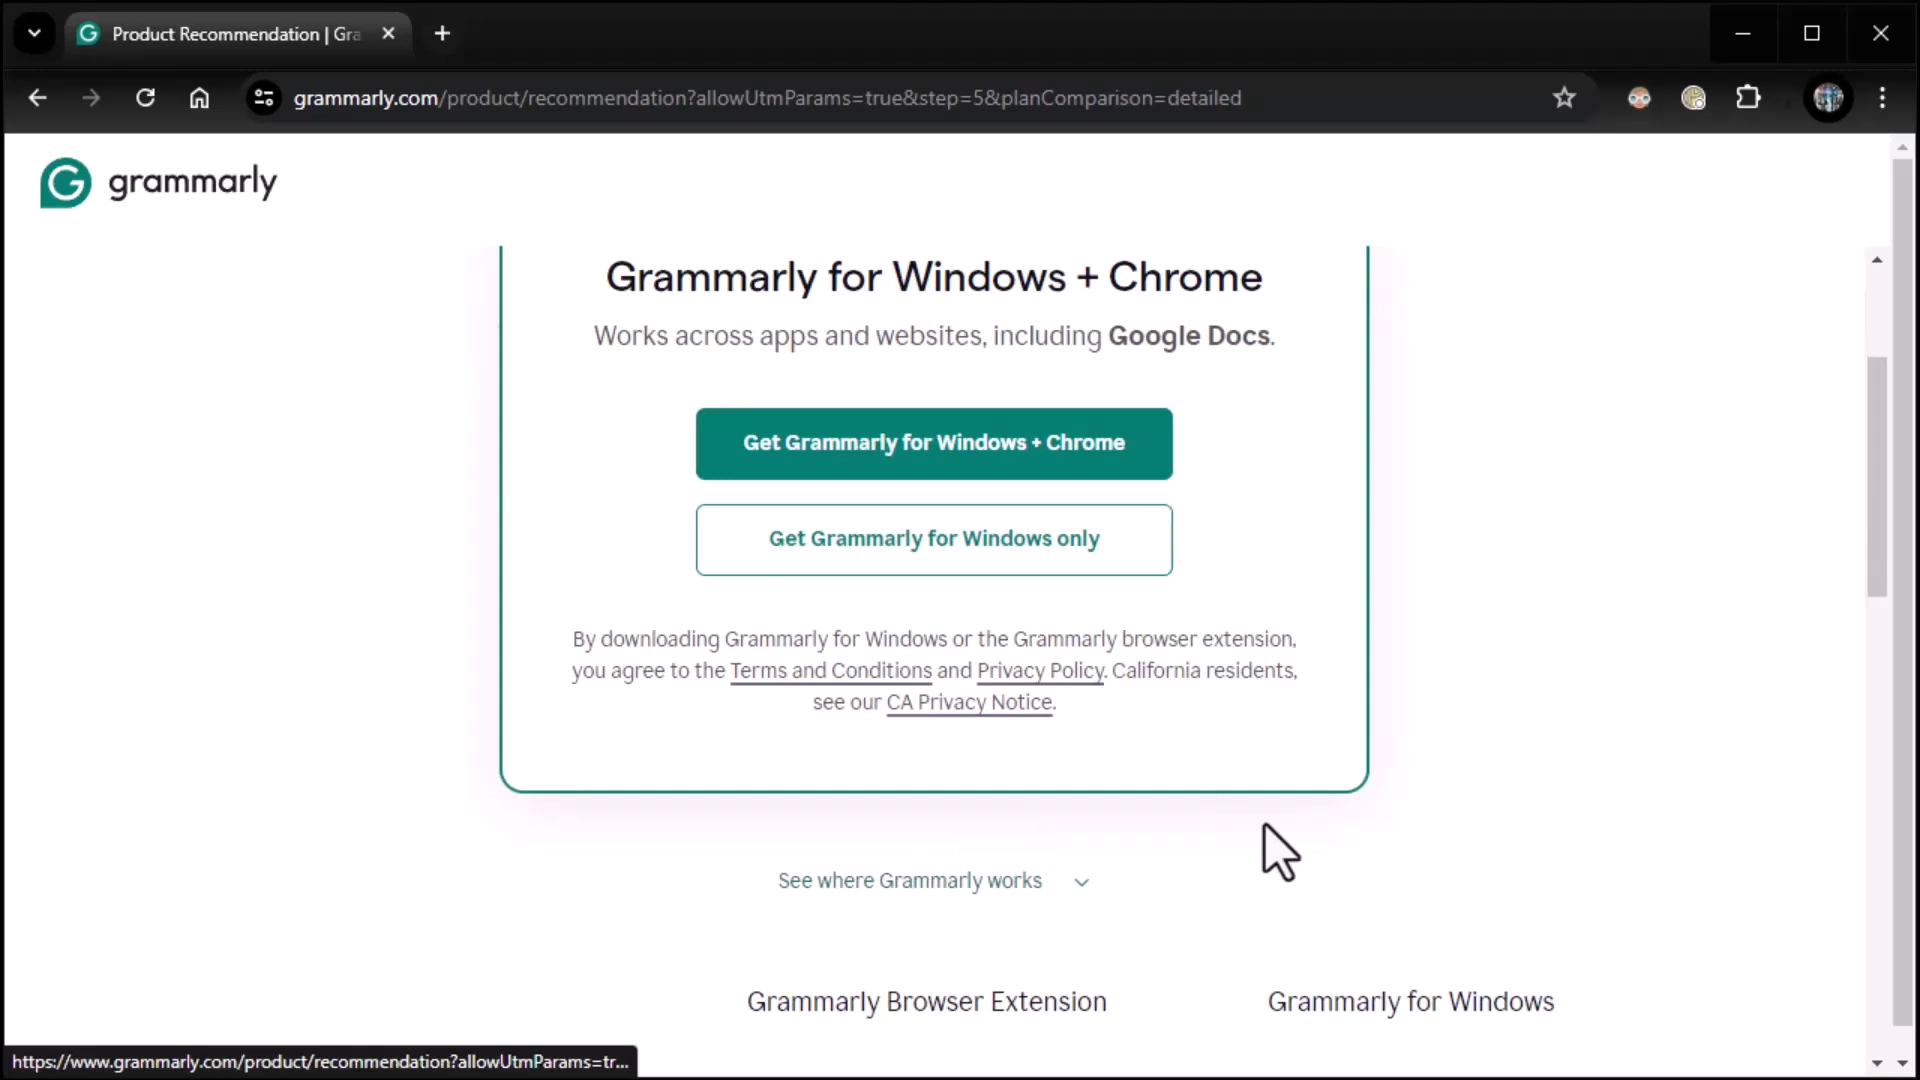 Product Recommendation | Gra
grammarly.com/product/recommendation?allowUtmParams=true&step=5&planComparison=detailed
grammarly
Grammarly for Windows + Chrome
Works across apps and websites, including Google Docs.
Get Grammarly for Windows + Chrome
Get Grammarly for Windows only
By downloading Grammarly for Windows or the Grammarly browser extension,
you agree to the Terms and Conditions and Privacy Policy. California residents,
see our CA Privacy Notice.
See where Grammarly works
Grammarly Browser Extension
Grammarly for Windows
https://www.grammarly.com/product/recommendation?allowUtmParams=tr...